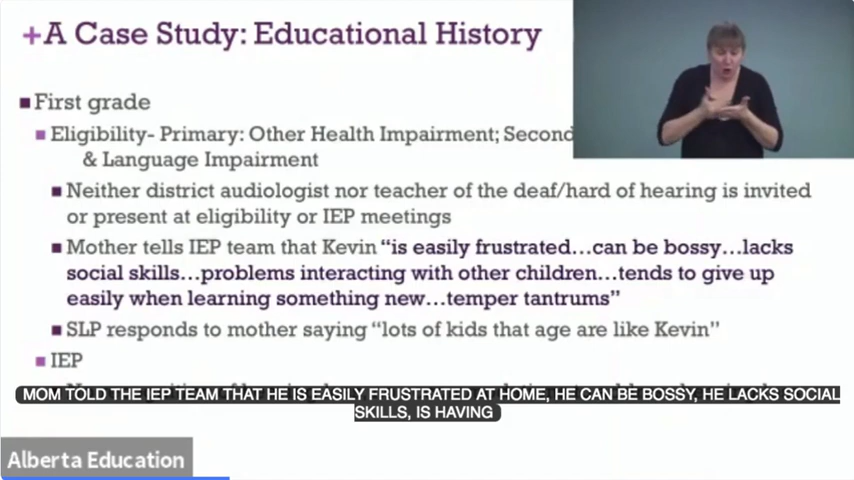 +A Case Study: Educational History
■ First grade
■ Eligibility- Primary: Other Health Impairment; Second
& Language Impairment
■ Neither district audiologist nor teacher of the deaf/hard of hearing is invited
or present at eligibility or IEP meetings
■ Mother tells IEP team that Kevin “is easily frustrated…can be bossy…lacks
social skills…problems interacting with other children…tends to give up
easily when learning something new…temper tantrums”
■ SLP responds to mother saying “lots of kids that age are like Kevin”
■ IEP
MOM TOLD THE IEP TEAM THAT HE IS EASILY FRUSTRATED AT HOME, HE CAN BE BOSSY, HE LACKS SOCIAL
SKILLS, IS HAVING
Alberta Education